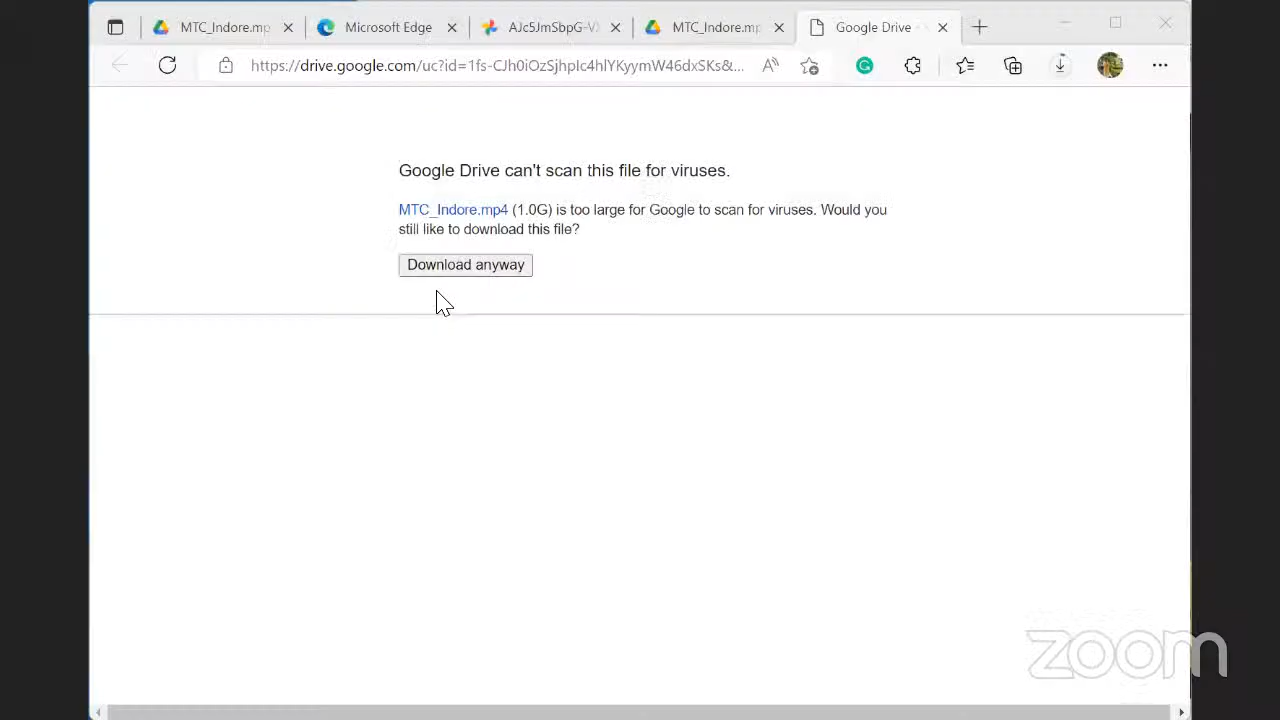 MTC_Indore.mp
Microsoft Edge
AJc5JmSbpG-V
MTC_Indore.mp
Google Drive
https://drive.google.com/uc?id=1fs-CJh0iOzSjhpIc4hlYKyymW46dxSKs&...
Google Drive can't scan this file for viruses.
MTC_Indore.mp4 (1.0G) is too large for Google to scan for viruses. Would you
still like to download this file?
Download anyway
zoom